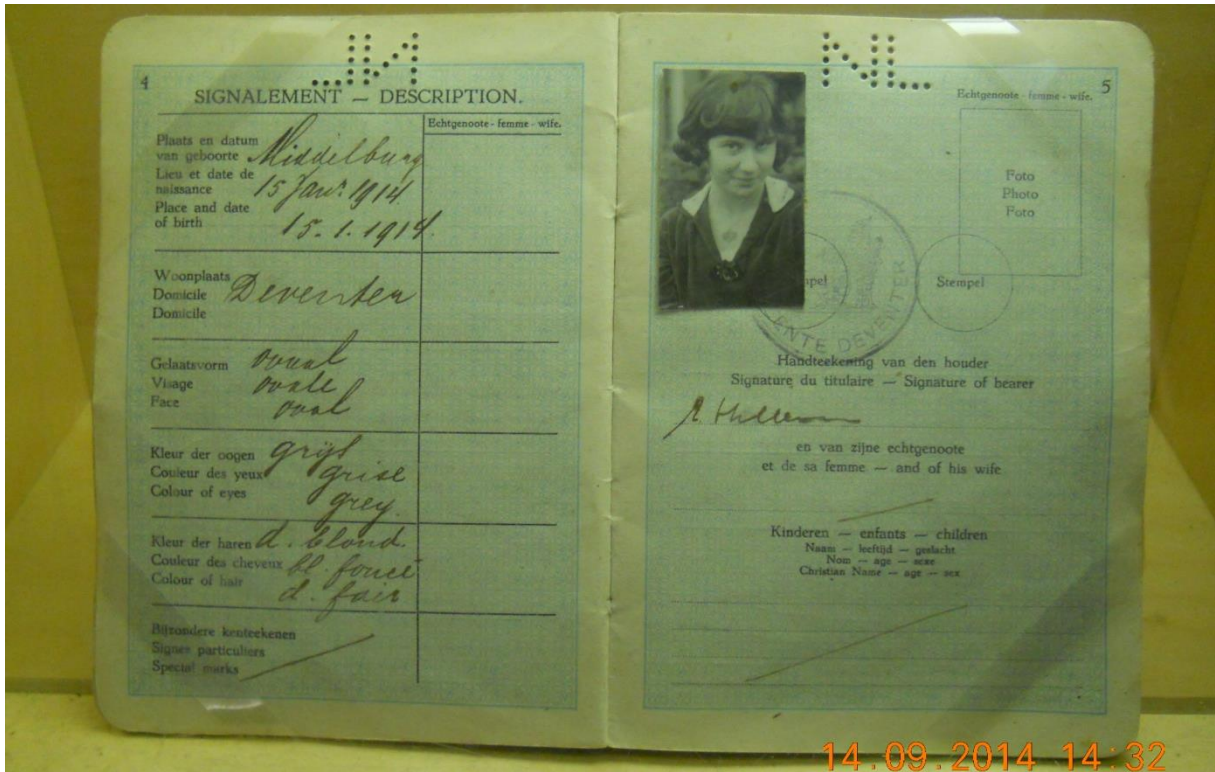 NL
4
SIGNALEMENT — DESCRIPTION.
Echtgenoote - femme - wife.
Plaats en datum
van geboorte Middelburg
Lieu et date de
naissance 15 Janr. 1914
Place and date
of birth 15.1.1914.
Woonplaats
Domicile Deventer
Domicile
Gelaatsvorm ovaal
Visage ovale
Face oval
Kleur der oogen grijs
Couleur des yeux grise
Colour of eyes grey.
Kleur der haren d. blond.
Couleur des cheveux bl. foncé
Colour of hair d. fair
Bijzondere kenteekenen
Signes particuliers
Special marks
NL
5
Echtgenoote - femme - wife.
Foto
Photo
Foto
Stempel
DEVENTER
Handteekening van den houder
Signature du titulaire — Signature of bearer
en van zijne echtgenoote
et de sa femme — and of his wife
Kinderen — enfants — children
Naam — leeftijd — geslacht
Nom — age — sexe
Christian Name — age — sex
14.09.2014 14:32